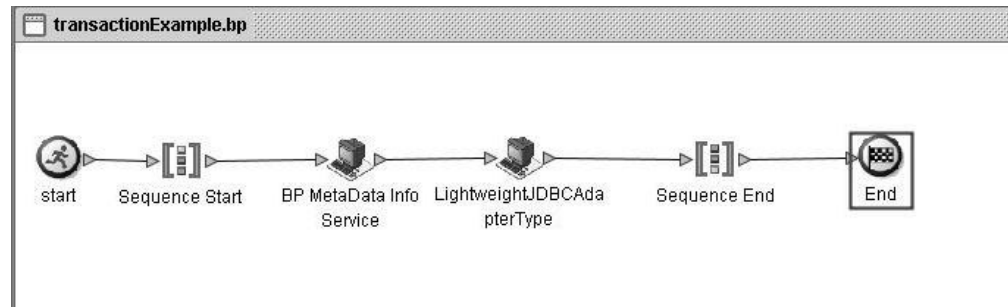 transactionExample.bp
start
Sequence Start
BP MetaData Info
Service
LightweightJDBCAda
pterType
Sequence End
End